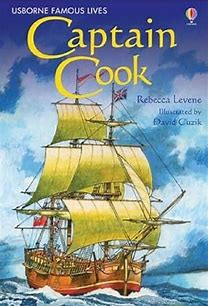 USBORNE FAMOUS LIVES
Captain
Cook
Rebecca Levene
Illustrated by
David Cuzik